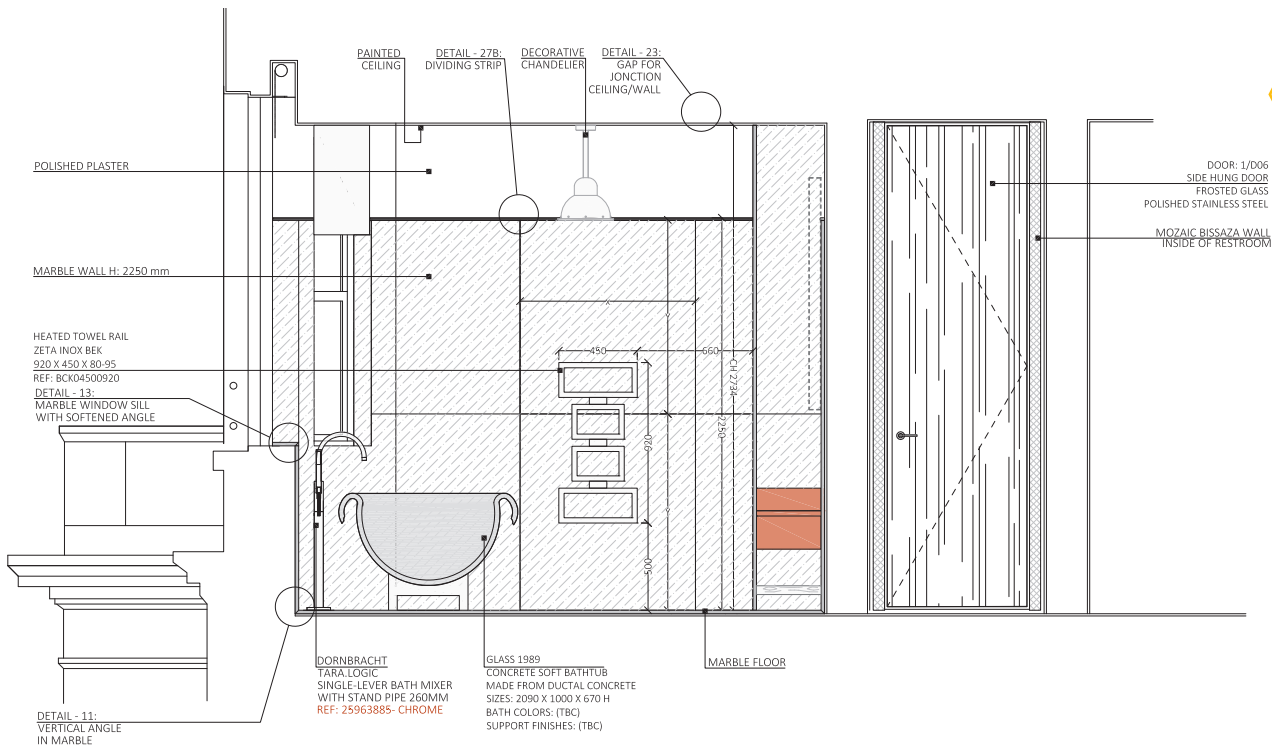 PAINTED
CEILING
DETAIL - 27B:
DIVIDING STRIP
DECORATIVE
CHANDELIER
DETAIL - 23:
GAP FOR
JONCTION
CEILING/WALL
POLISHED PLASTER
MARBLE WALL H: 2250 mm
HEATED TOWEL RAIL
ZETA INOX BEK
920 X 450 X 80-95
REF: BCK04500920
DETAIL - 13:
MARBLE WINDOW SILL
WITH SOFTENED ANGLE
DOOR: 1/D06
SIDE HUNG DOOR
FROSTED GLASS
POLISHED STAINLESS STEEL
MOZAIC BISSAZA WALL
INSIDE OF RESTROOM
X
450
660
CH 2734
2250
920
500
DORNBRACHT
TARA.LOGIC
SINGLE-LEVER BATH MIXER
WITH STAND PIPE 260MM
REF: 25963885- CHROME
GLASS 1989
CONCRETE SOFT BATHTUB
MADE FROM DUCTAL CONCRETE
SIZES: 2090 X 1000 X 670 H
BATH COLORS: (TBC)
SUPPORT FINISHES: (TBC)
MARBLE FLOOR
DETAIL - 11:
VERTICAL ANGLE
IN MARBLE